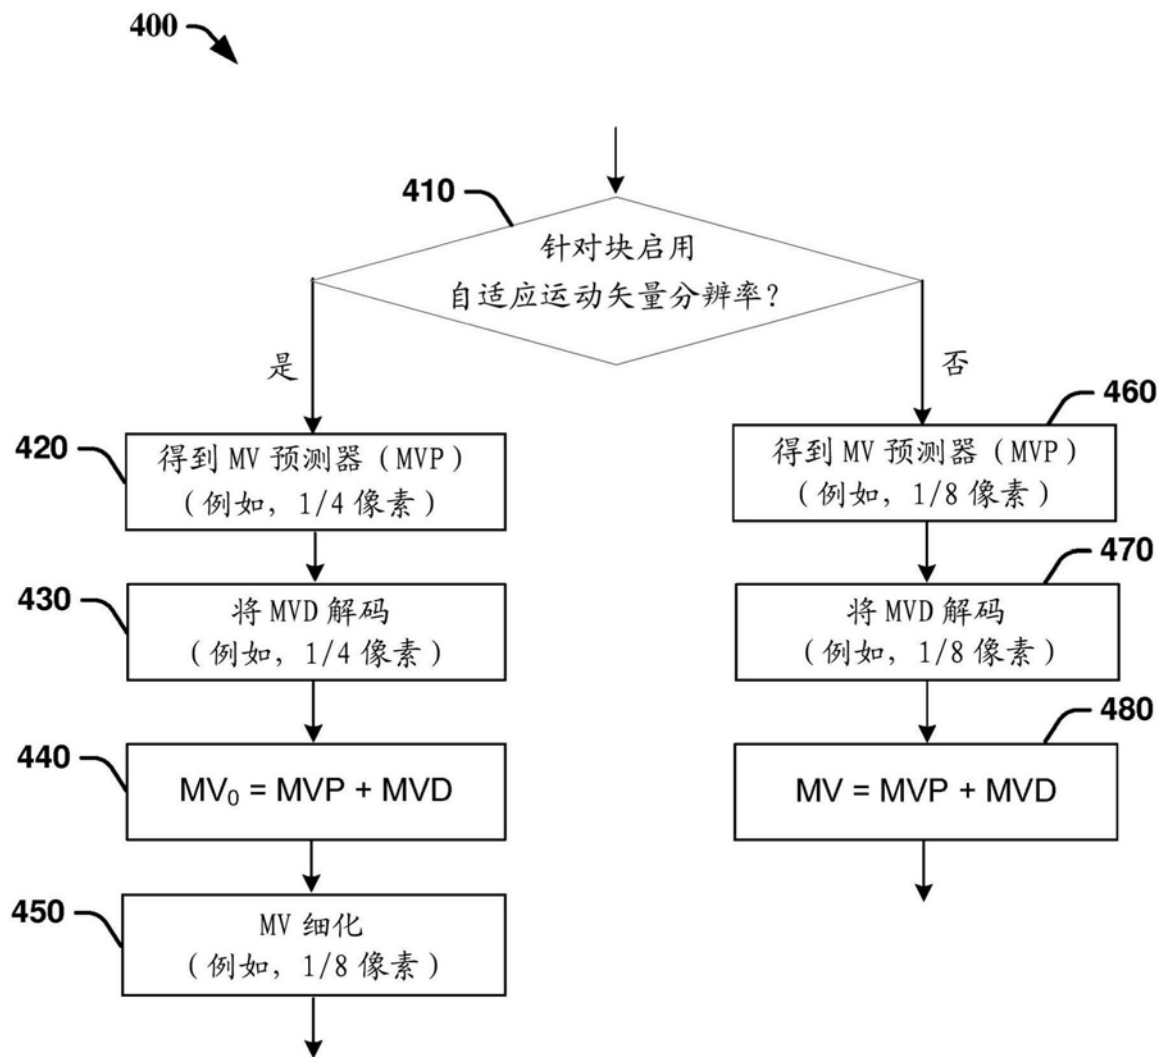 400
410
针对块启用
自适应运动矢量分辨率？
是
否
420
得到 MV 预测器（MVP）
（例如，1/4 像素）
460
得到 MV 预测器（MVP）
（例如，1/8 像素）
430
将 MVD 解码
（例如，1/4 像素）
470
将 MVD 解码
（例如，1/8 像素）
440
MV₀ = MVP + MVD
480
MV = MVP + MVD
450
MV 细化
（例如，1/8 像素）